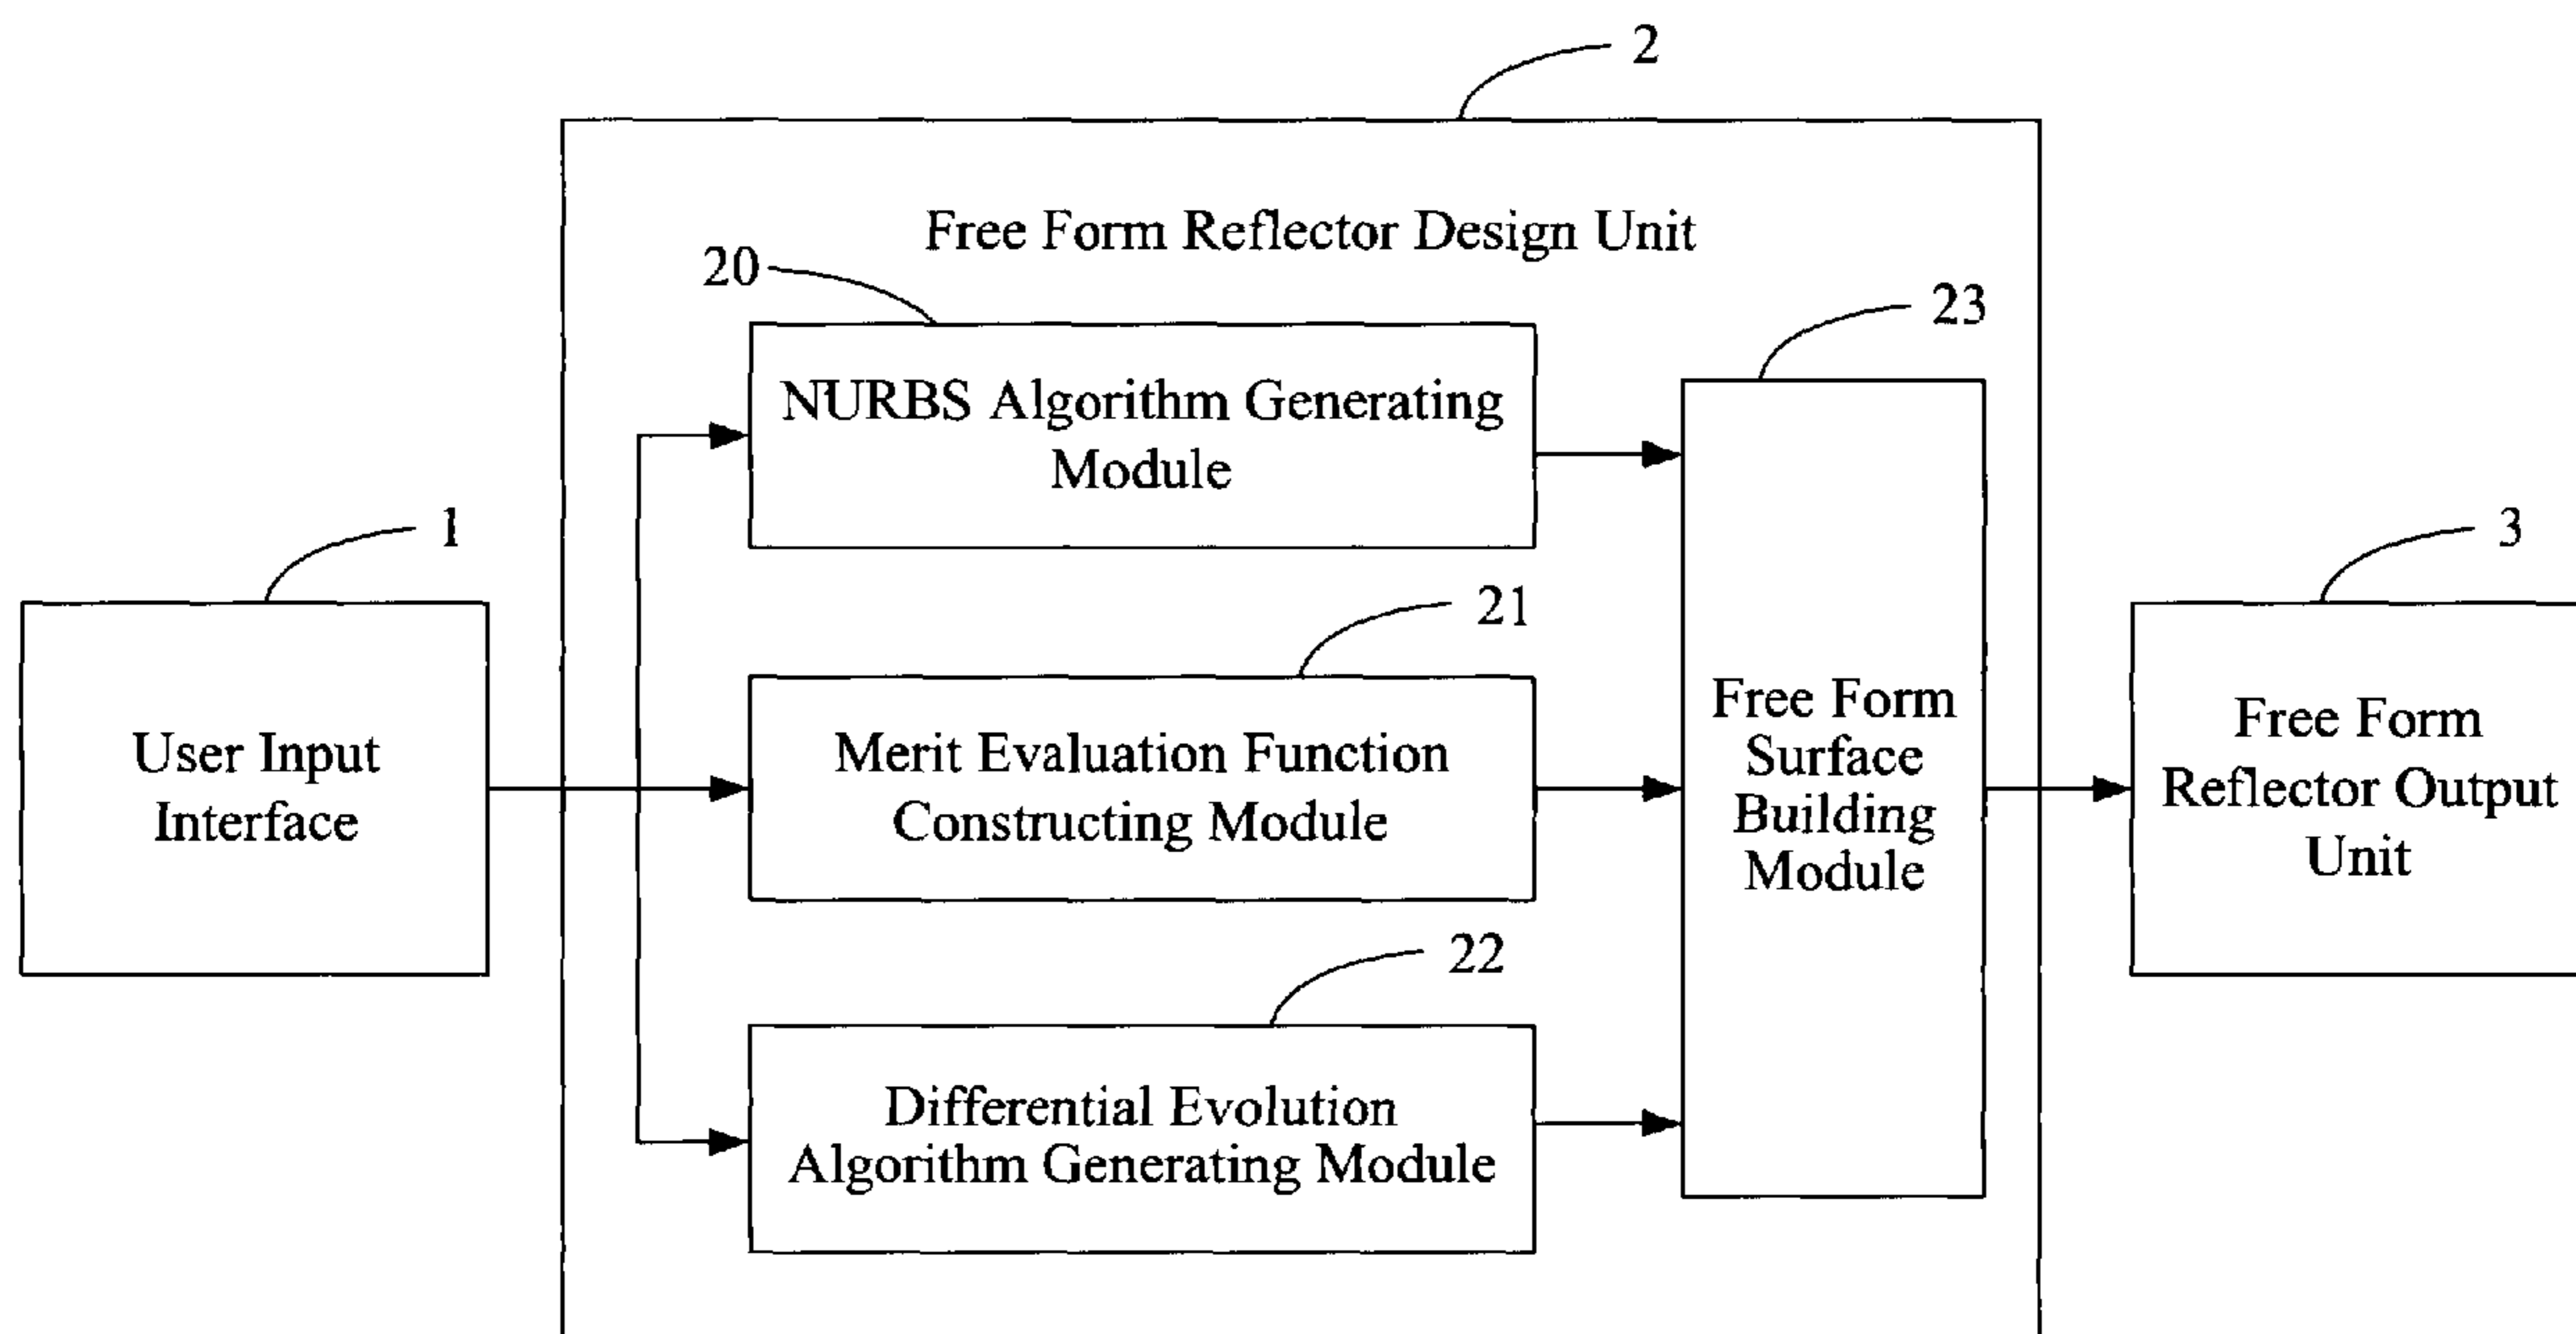 2
Free Form Reflector Design Unit
20
23
NURBS Algorithm Generating
Module
1
User Input
Interface
21
Merit Evaluation Function
Constructing Module
22
Differential Evolution
Algorithm Generating Module
Free Form
Surface
Building
Module
3
Free Form
Reflector Output
Unit